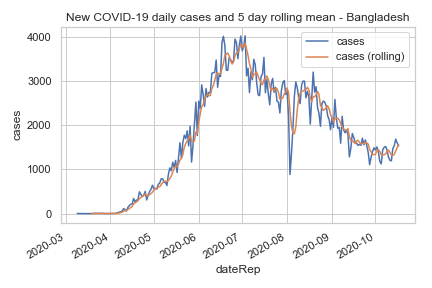 New COVID-19 daily cases and 5 day rolling mean - Bangladesh
cases
cases (rolling)
4000
3000
2000
1000
0
cases
2020-03
2020-04
2020-05
2020-06
2020-07
2020-08
2020-09
2020-10
dateRep